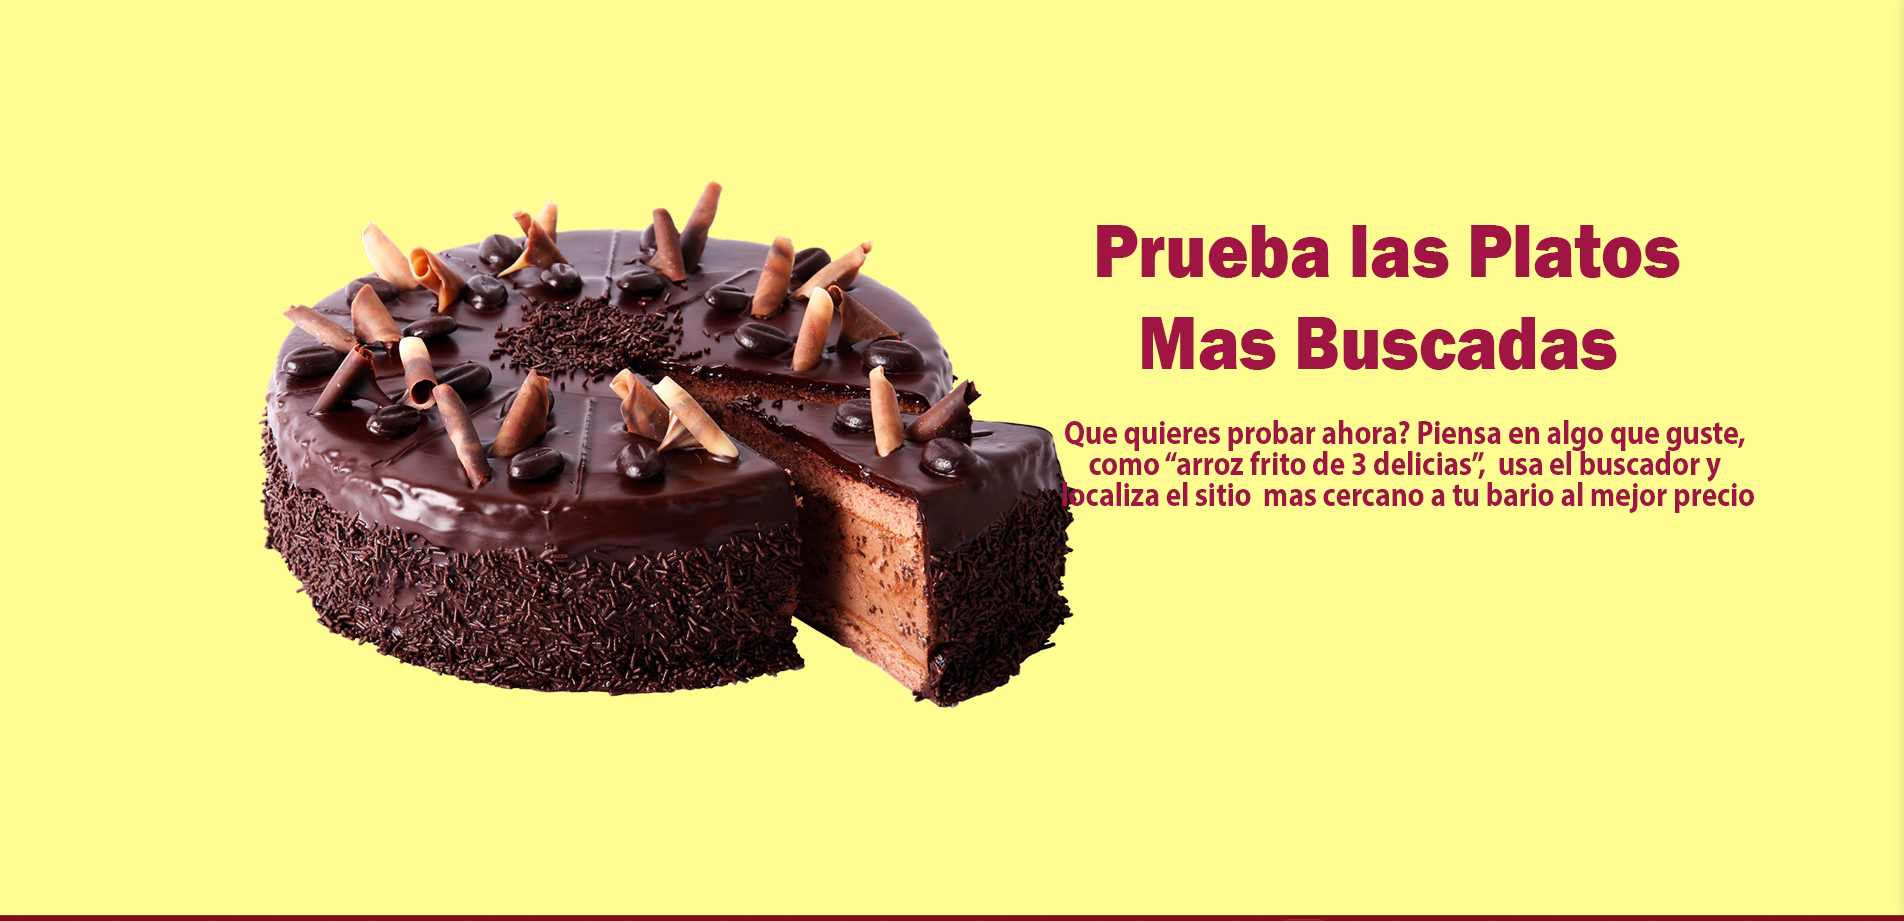 Prueba las Platos
Mas Buscadas
Que quieres probar ahora? Piensa en algo que guste,
como “arroz frito de 3 delicias”, usa el buscador y
localiza el sitio mas cercano a tu bario al mejor precio